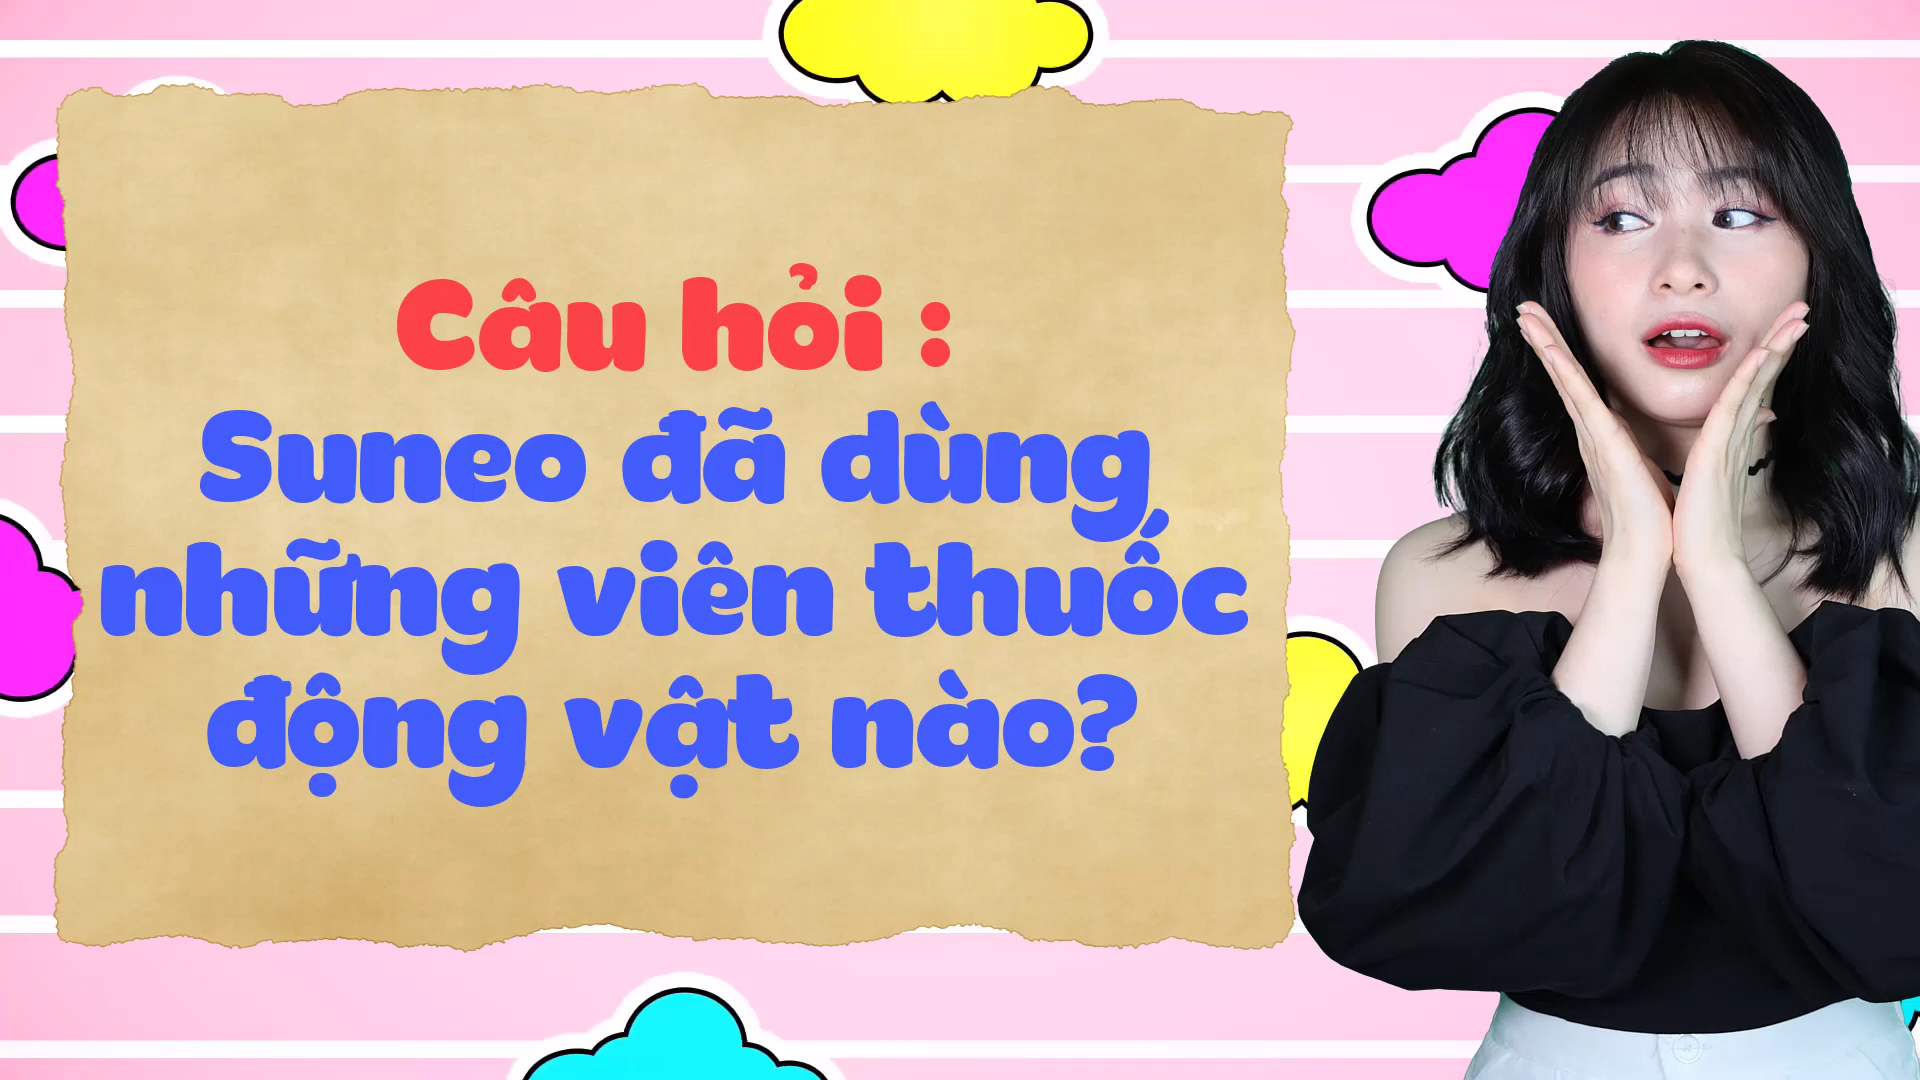 Câu hỏi :
Suneo đã dùng
những viên thuốc
động vật nào?